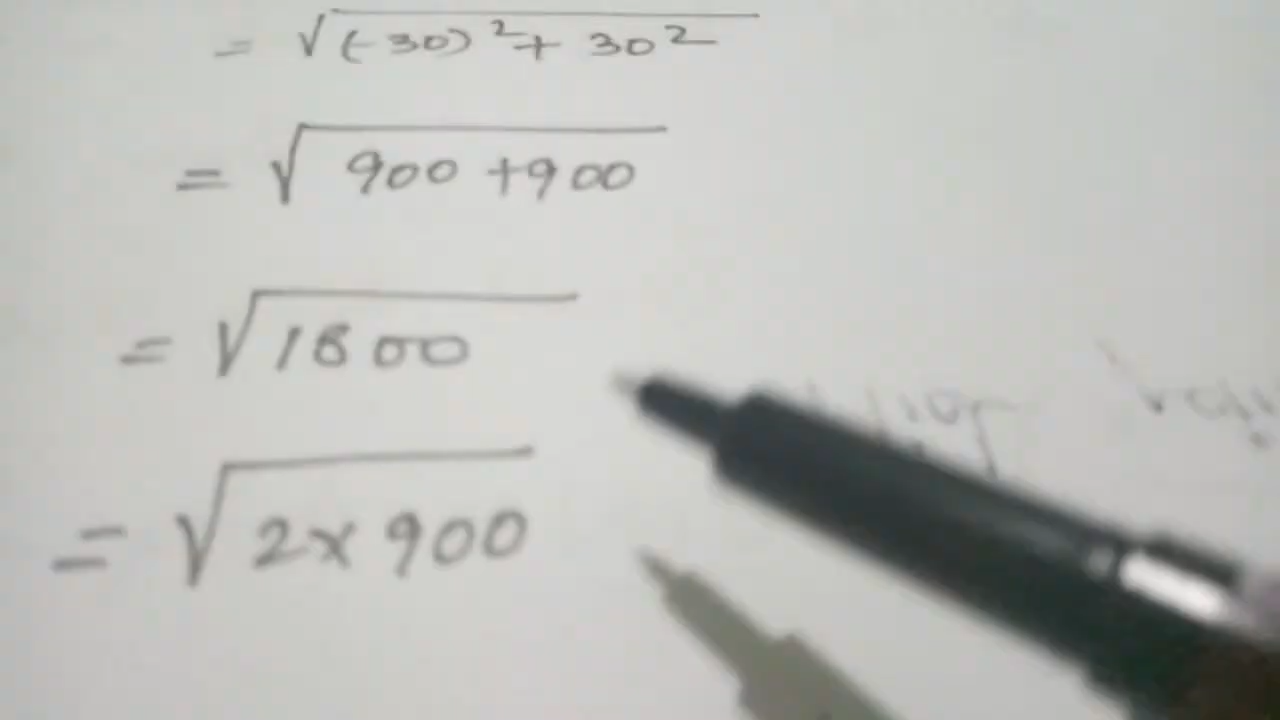 = √(-30)² + 30²
= √900 + 900
= √1800
= √2 × 900